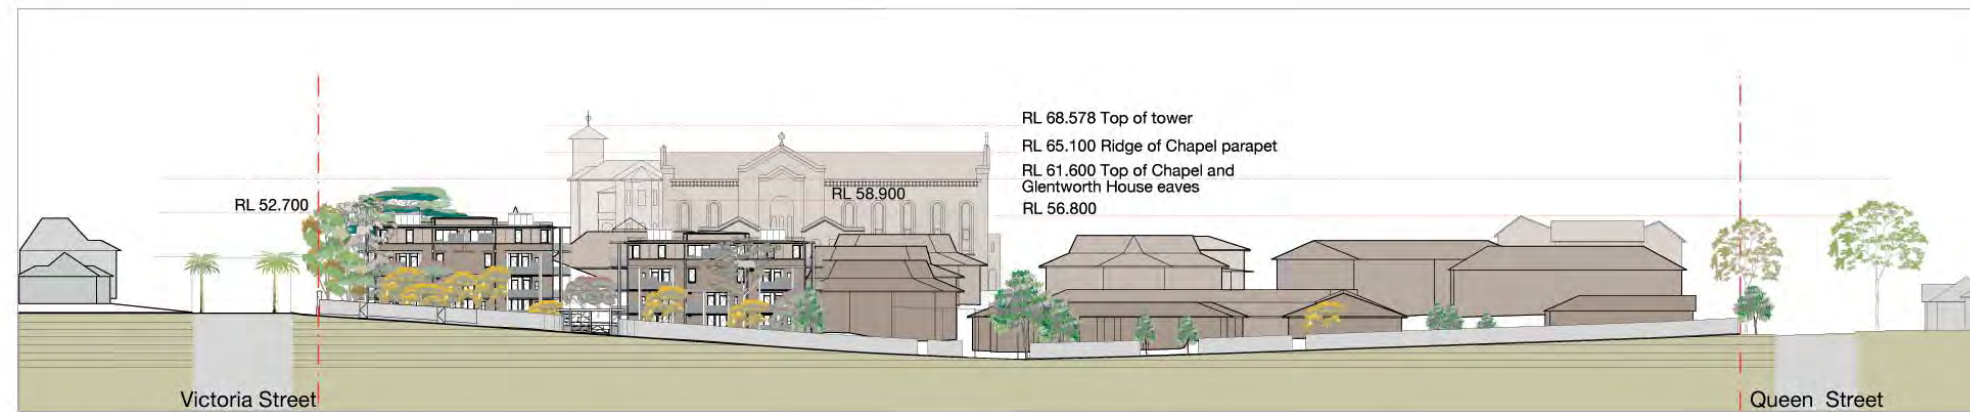 RL 68.578 Top of tower
RL 65.100 Ridge of Chapel parapet
RL 61.600 Top of Chapel and
Glentworth House eaves
RL 58.900
RL 52.700
RL 56.800
Victoria Street
Queen Street